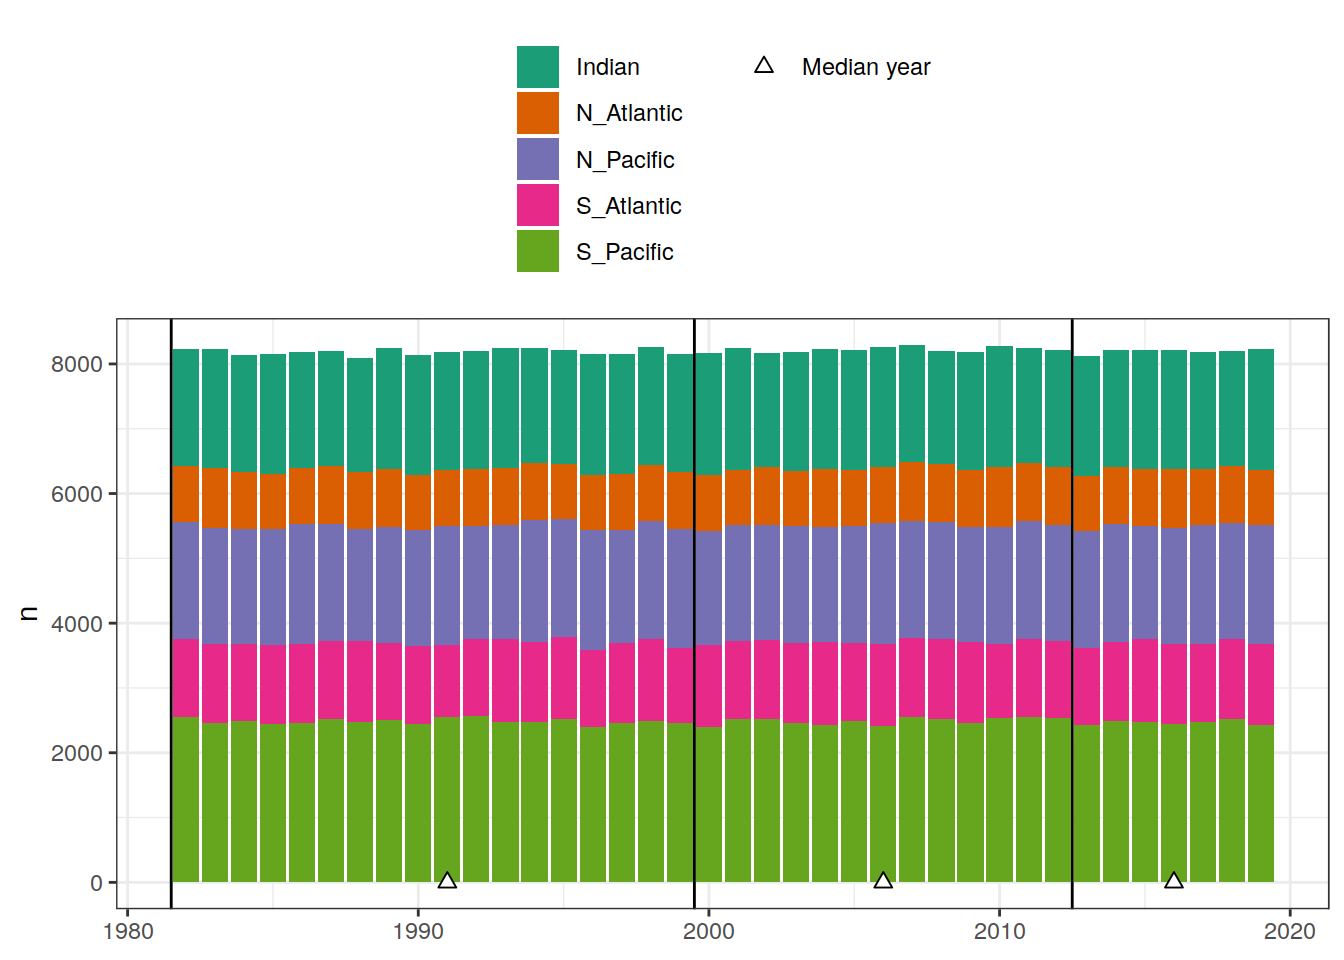 Indian
Median year
N_Atlantic
N_Pacific
S_Atlantic
S_Pacific
8000
6000
4000
2000
0
n
1980 1990 2000 2010 2020